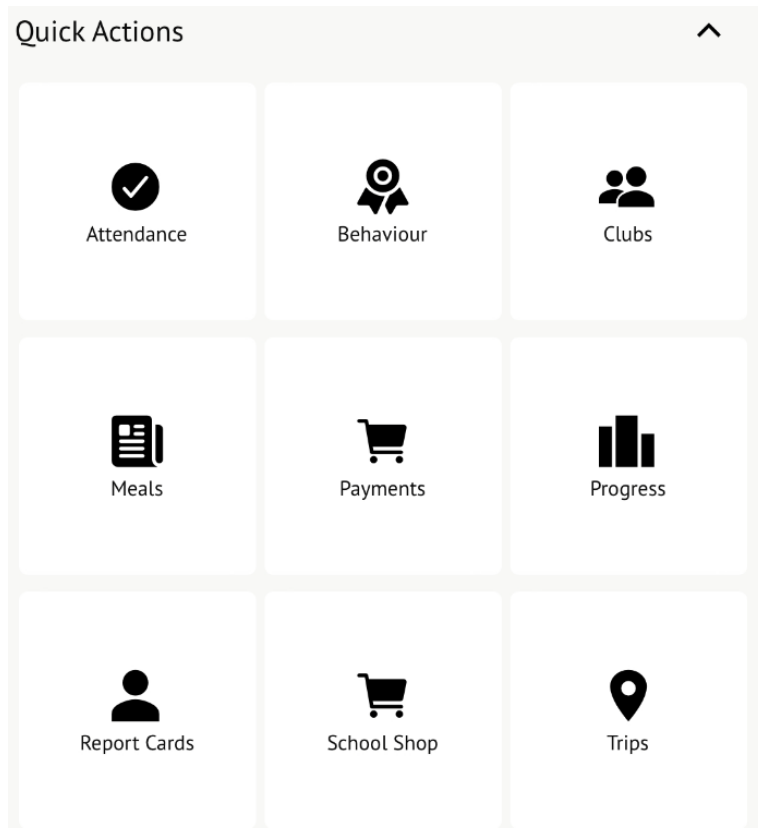 Quick Actions
Attendance
Behaviour
Clubs
Meals
Payments
Progress
Report Cards
School Shop
Trips